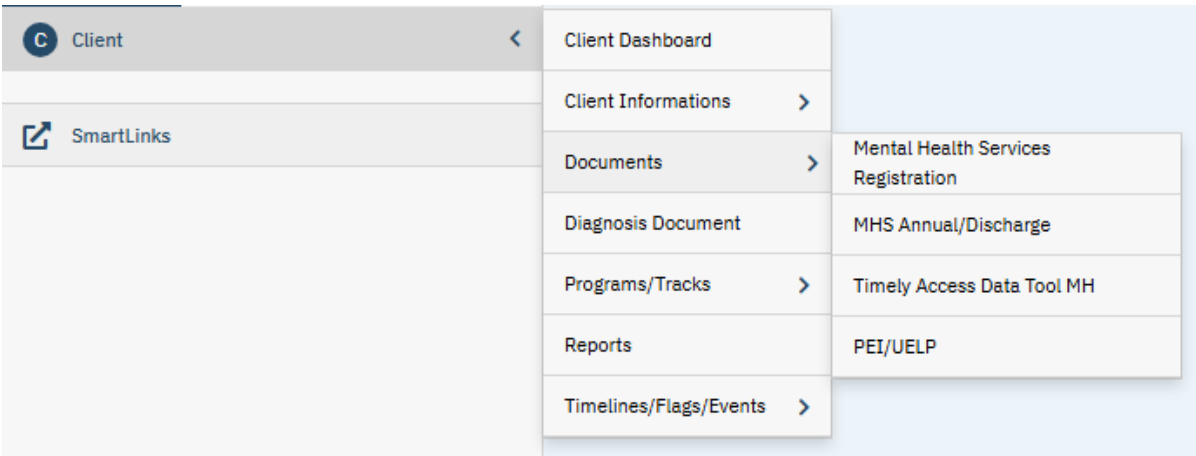 C Client
SmartLinks
Client Dashboard
Client Informations
Documents
Diagnosis Document
Programs/Tracks
Reports
Timelines/Flags/Events
Mental Health Services
Registration
MHS Annual/Discharge
Timely Access Data Tool MH
PEI/UELP